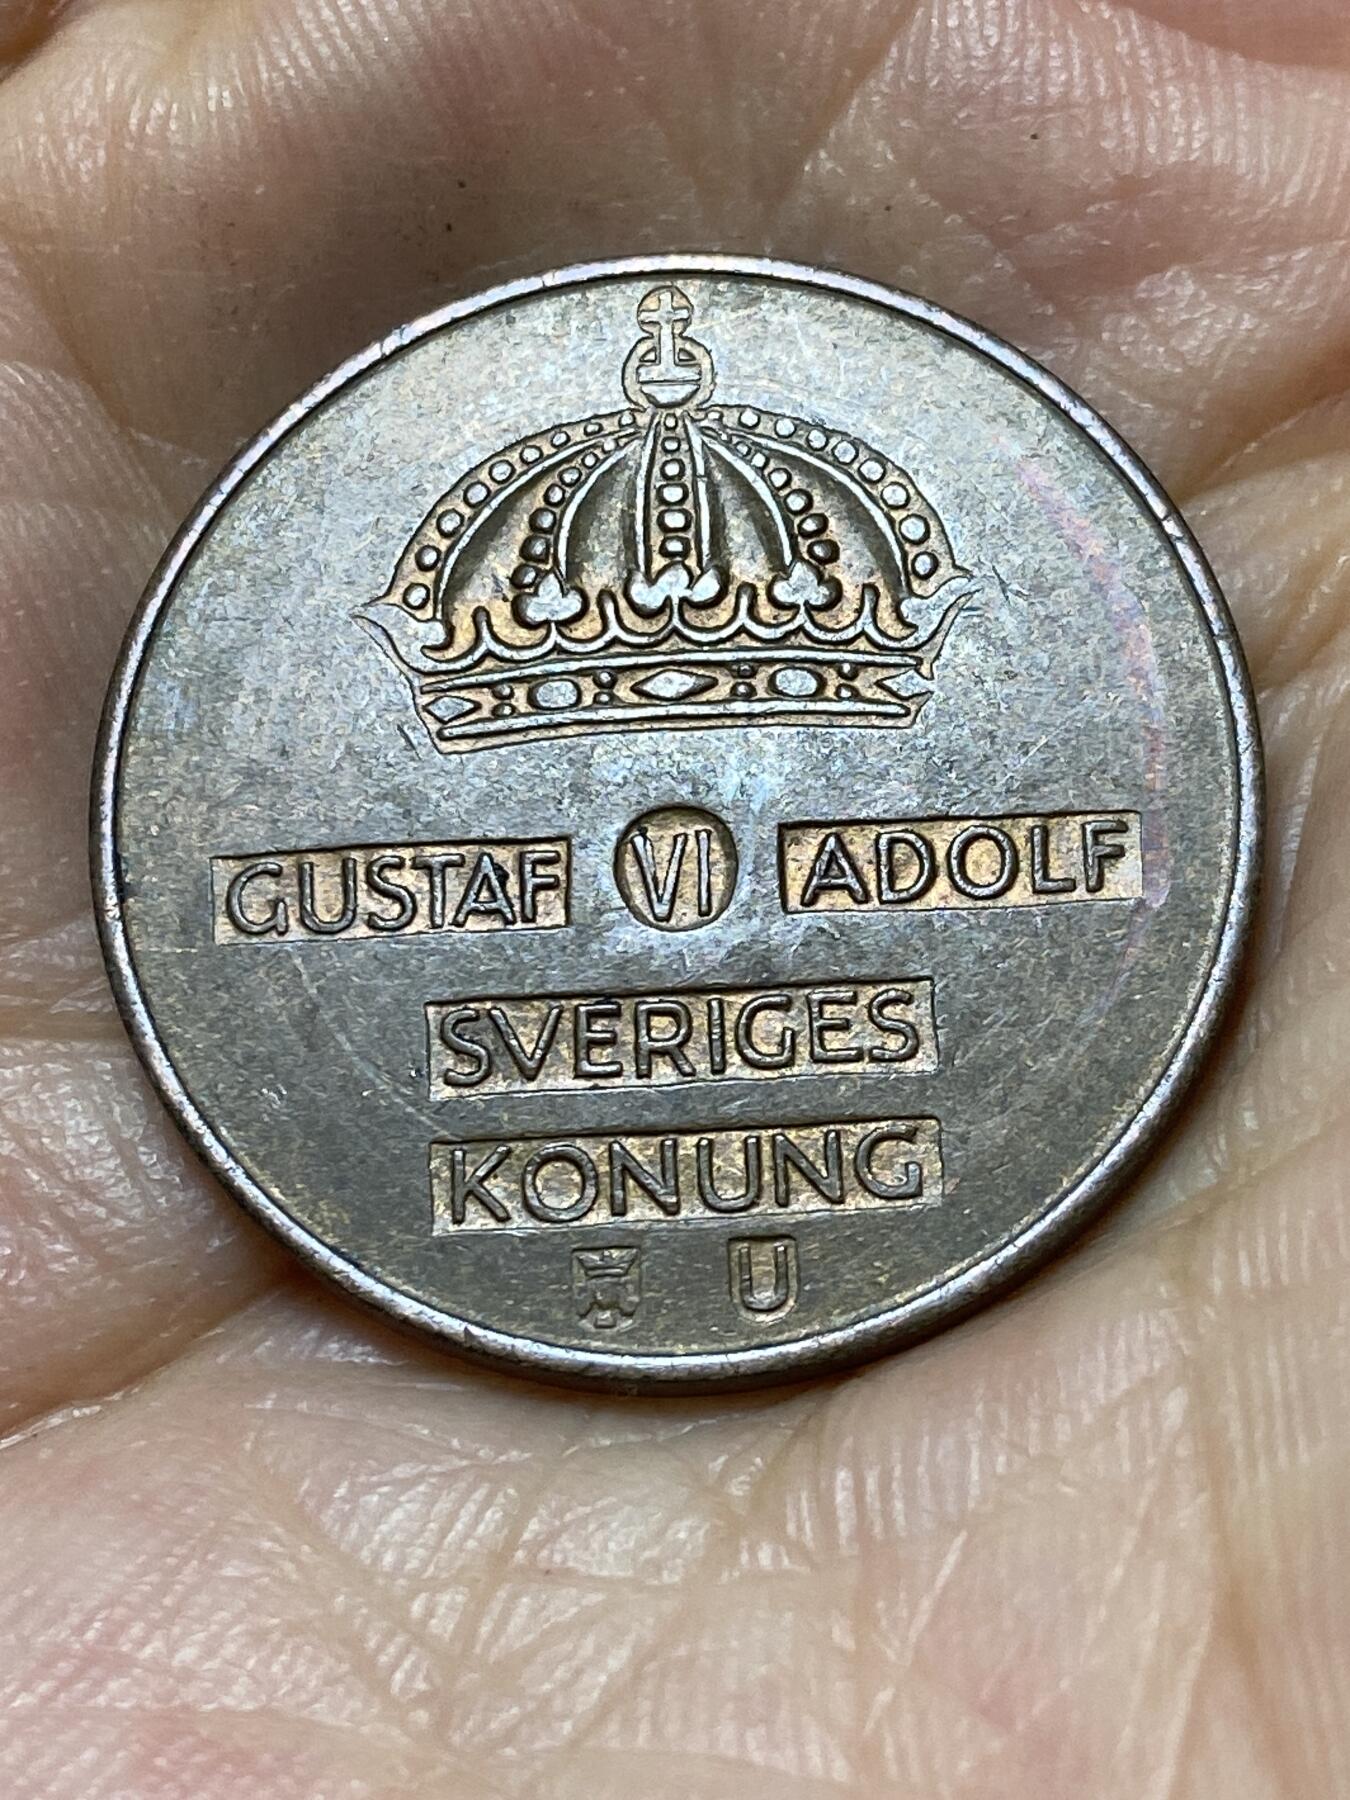 GUSTAF VI ADOLF
SVERIGES
KONUNG
U